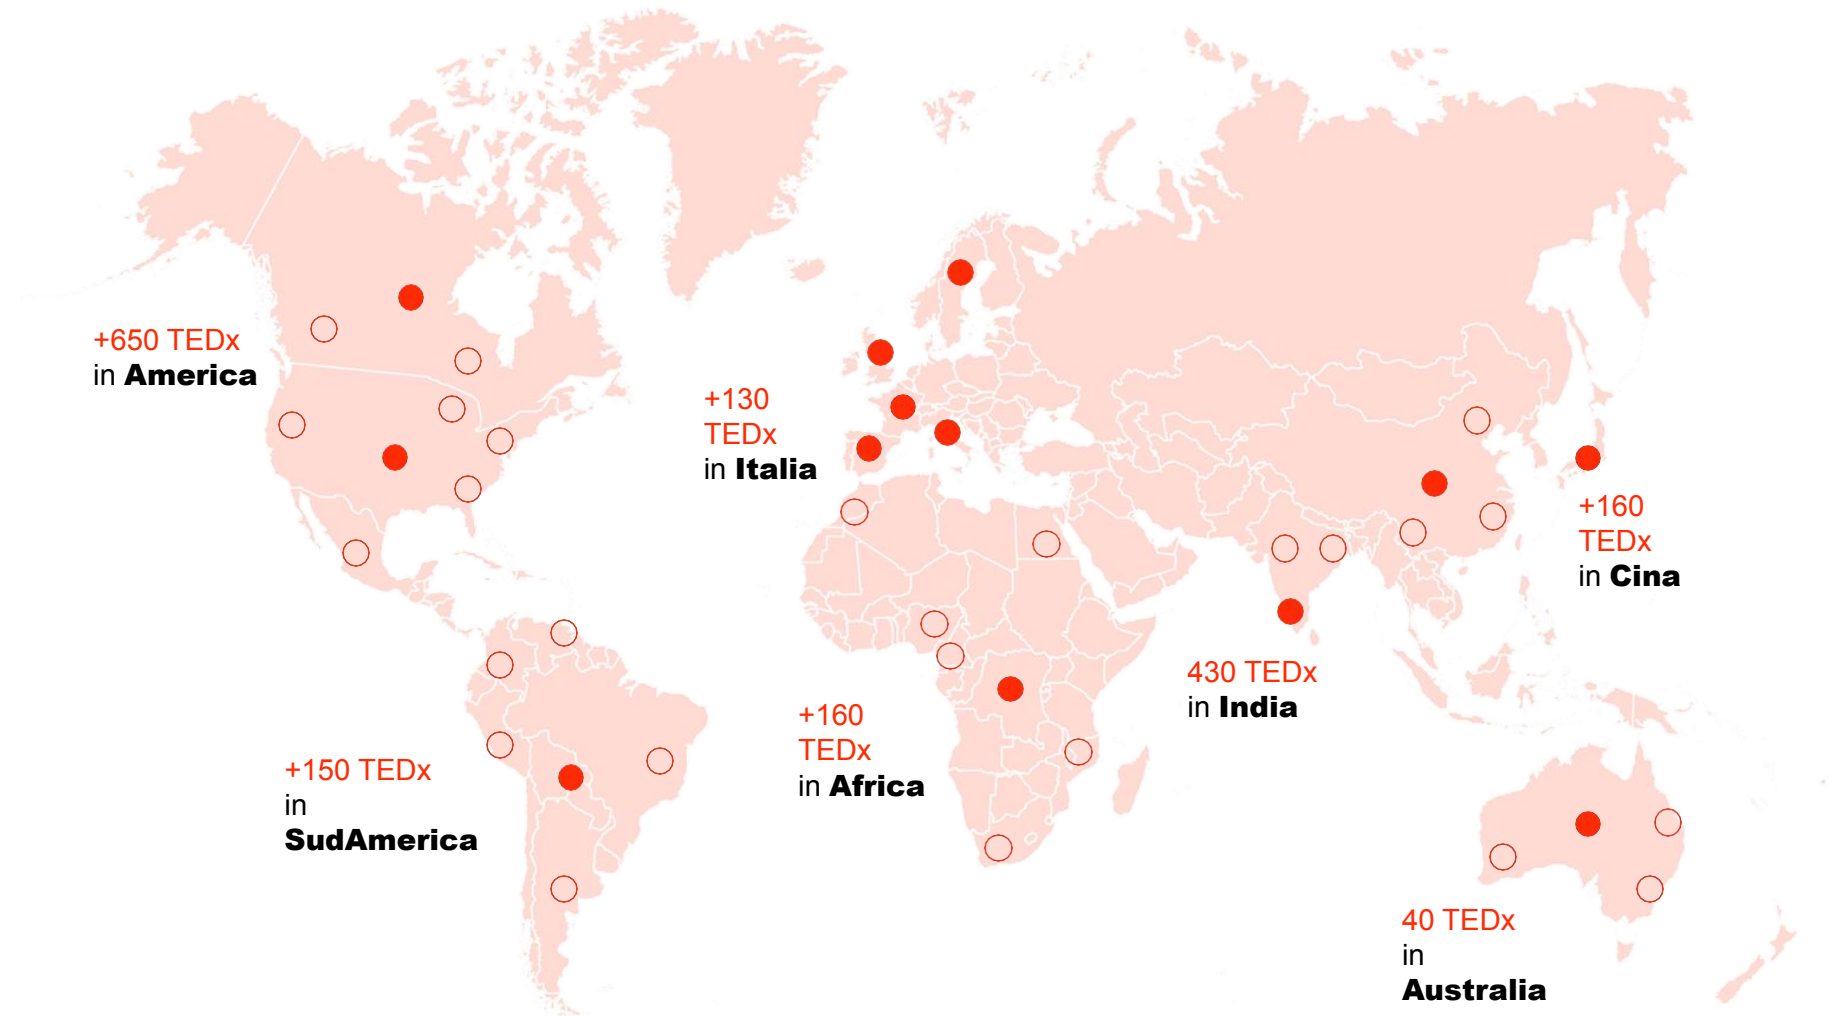 +650 TEDx
in America
+130
TEDx
in Italia
+160
TEDx
in Cina
430 TEDx
in India
+160
TEDx
in Africa
+150 TEDx
in
SudAmerica
40 TEDx
in
Australia